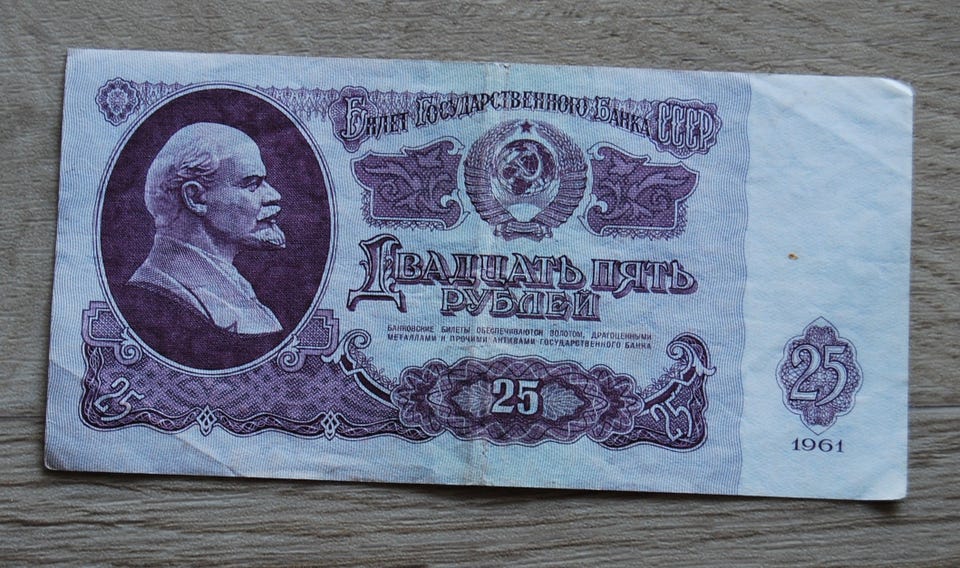 Билет Государственного Банка СССР
Двадцать пять
рублей
БАНКОВСКИЕ БИЛЕТЫ ОБЕСПЕЧИВАЮТСЯ ЗОЛОТОМ, ДРАГОЦЕННЫМИ
МЕТАЛЛАМИ И ПРОЧИМИ АКТИВАМИ ГОСУДАРСТВЕННОГО БАНКА
25
25
25
25
1961